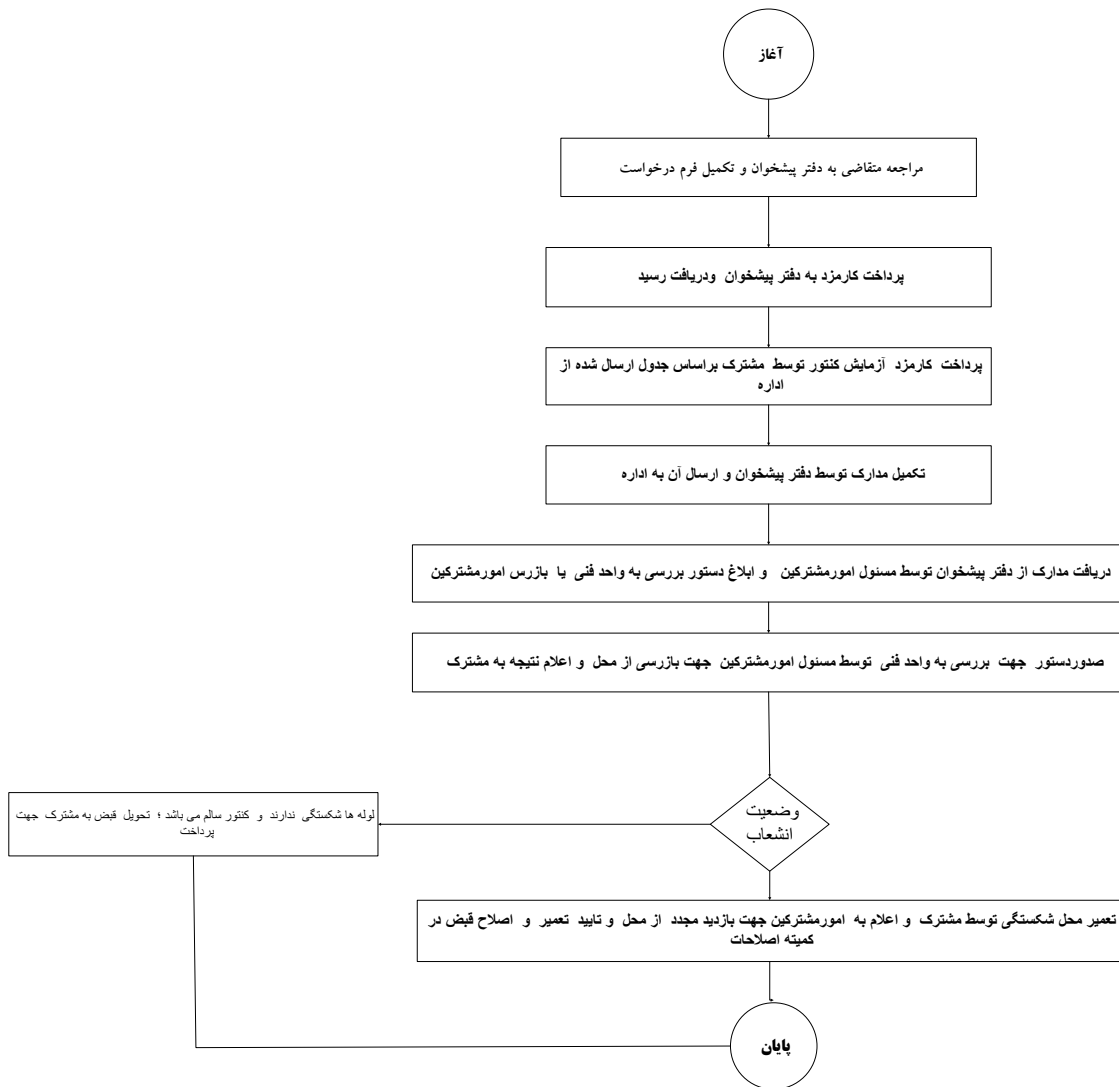 آغاز
مراجعه متقاضی به دفتر پیشخوان و تکمیل فرم درخواست
پرداخت کارمزد به دفتر پیشخوان ودریافت رسید
پرداخت کارمزد آزمایش کنتور توسط مشترک براساس جدول ارسال شده از
اداره
تکمیل مدارک توسط دفتر پیشخوان و ارسال آن به اداره
دریافت مدارک از دفتر پیشخوان توسط مسئول امورمشترکین و ابلاغ دستور بررسی به واحد فنی یا بازرس امورمشترکین
صدوردستور جهت بررسی به واحد فنی توسط مسئول امورمشترکین جهت بازرسی از محل و اعلام نتیجه به مشترک
وضعیت
انشعاب
لوله ها شکستگی ندارند و کنتور سالم می باشد ؛ تحویل قبض به مشترک جهت
پرداخت
تعمیر محل شکستگی توسط مشترک و اعلام به امورمشترکین جهت بازدید مجدد از محل و تایید تعمیر و اصلاح قبض در
کمیته اصلاحات
پایان